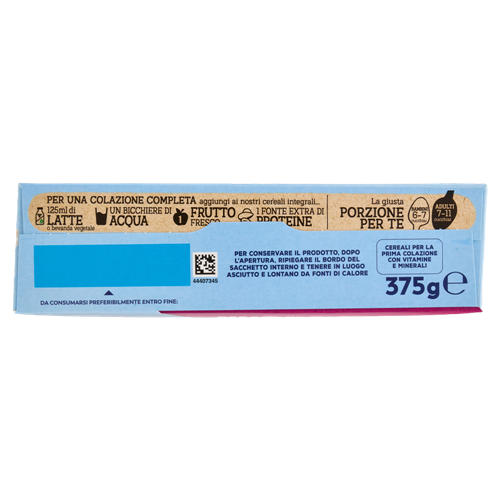 PER UNA COLAZIONE COMPLETA aggiungi ai nostri cereali integrali...
125ml di
LATTE
o bevanda vegetale
UN BICCHIERE DI
ACQUA
1
FRUTTO
FRESCO
1 FONTE EXTRA DI
PROTEINE
La giusta
PORZIONE
PER TE
BAMBINI
6-7
cucchiai
ADULTI
7-11
cucchiai
44407345
DA CONSUMARSI PREFERIBILMENTE ENTRO FINE:
PER CONSERVARE IL PRODOTTO, DOPO
L'APERTURA, RIPIEGARE IL BORDO DEL
SACCHETTO INTERNO E TENERE IN LUOGO
ASCIUTTO E LONTANO DA FONTI DI CALORE
CEREALI PER LA
PRIMA COLAZIONE
CON VITAMINE
E MINERALI
375g℮